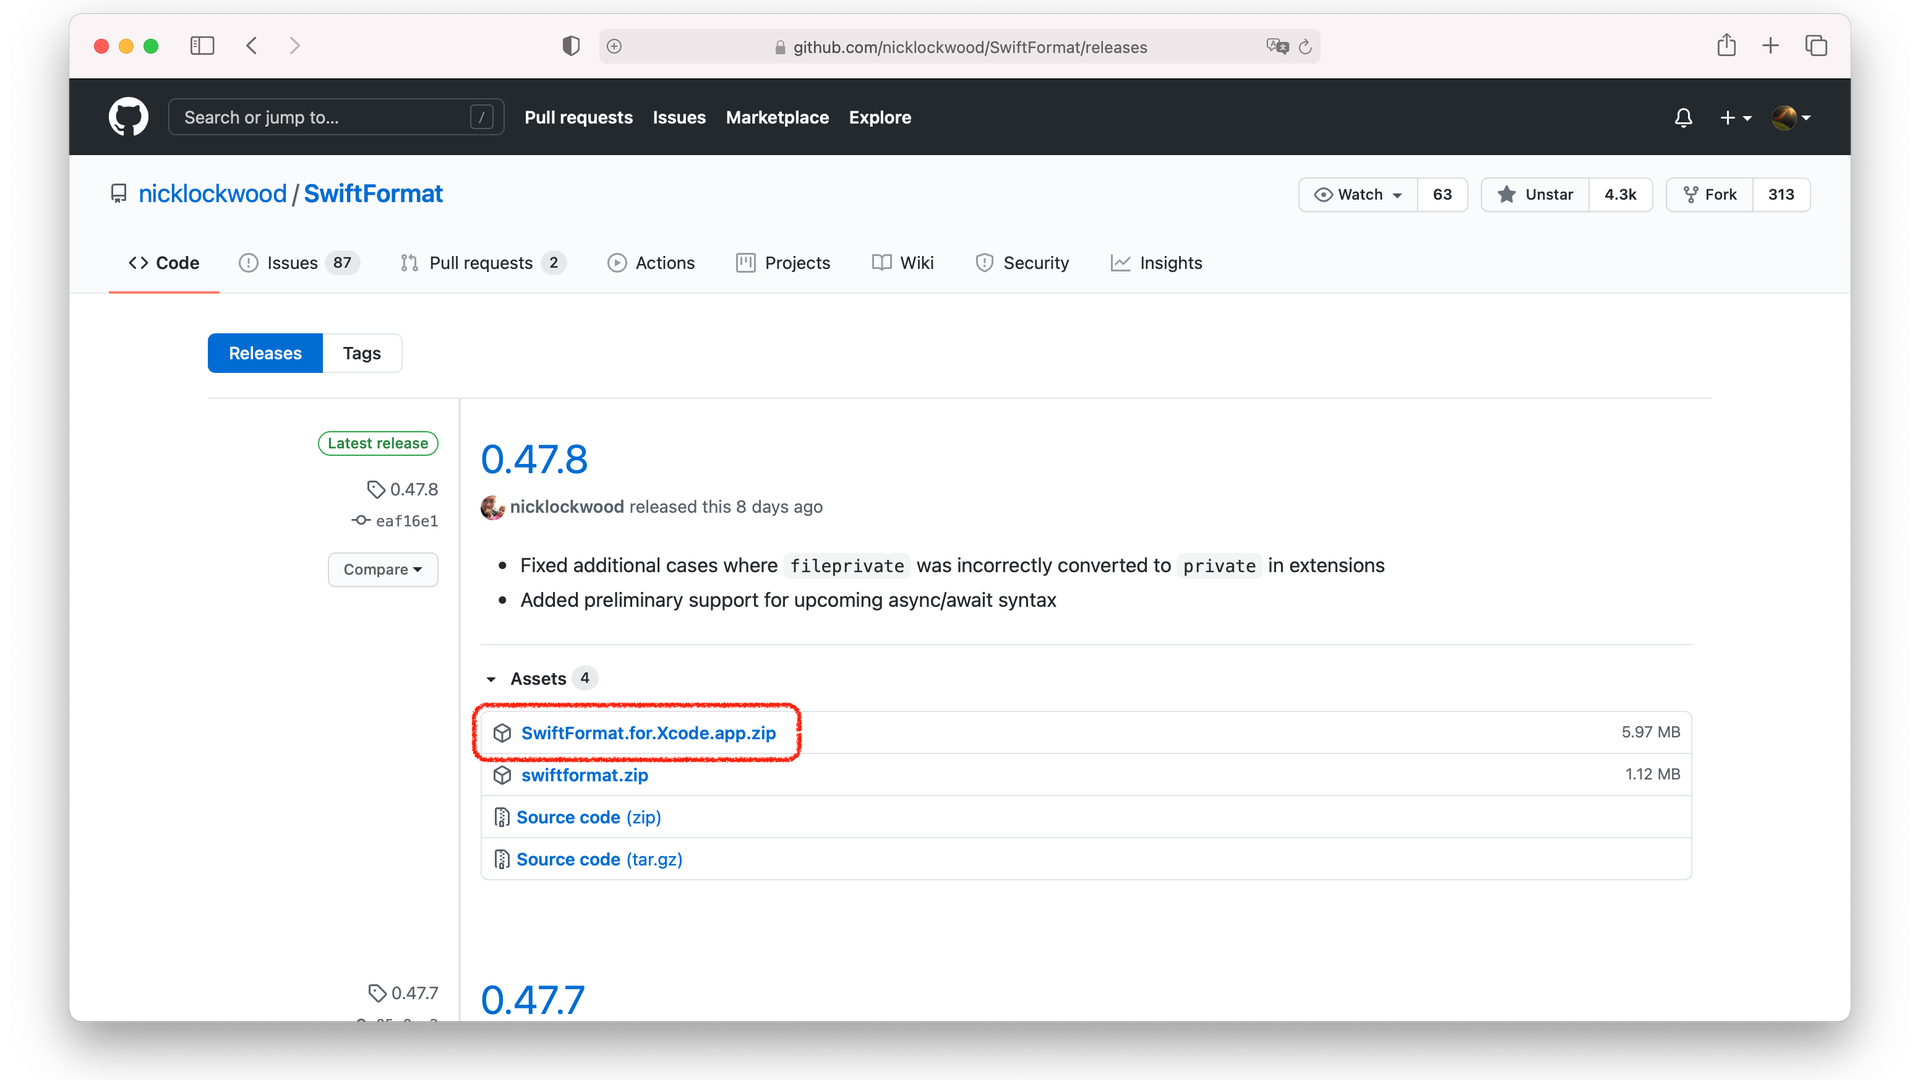 github.com/nicklockwood/SwiftFormat/releases
Search or jump to... /
Pull requests Issues Marketplace Explore
nicklockwood / SwiftFormat
Watch 63 Unstar 4.3k Fork 313
Code Issues 87 Pull requests 2 Actions Projects Wiki Security Insights
Releases Tags
Latest release
0.47.8
eaf16e1
Compare
0.47.8
nicklockwood released this 8 days ago
Fixed additional cases where fileprivate was incorrectly converted to private in extensions
Added preliminary support for upcoming async/await syntax
Assets 4
SwiftFormat.for.Xcode.app.zip 5.97 MB
swiftformat.zip 1.12 MB
Source code (zip)
Source code (tar.gz)
0.47.7
0.47.7